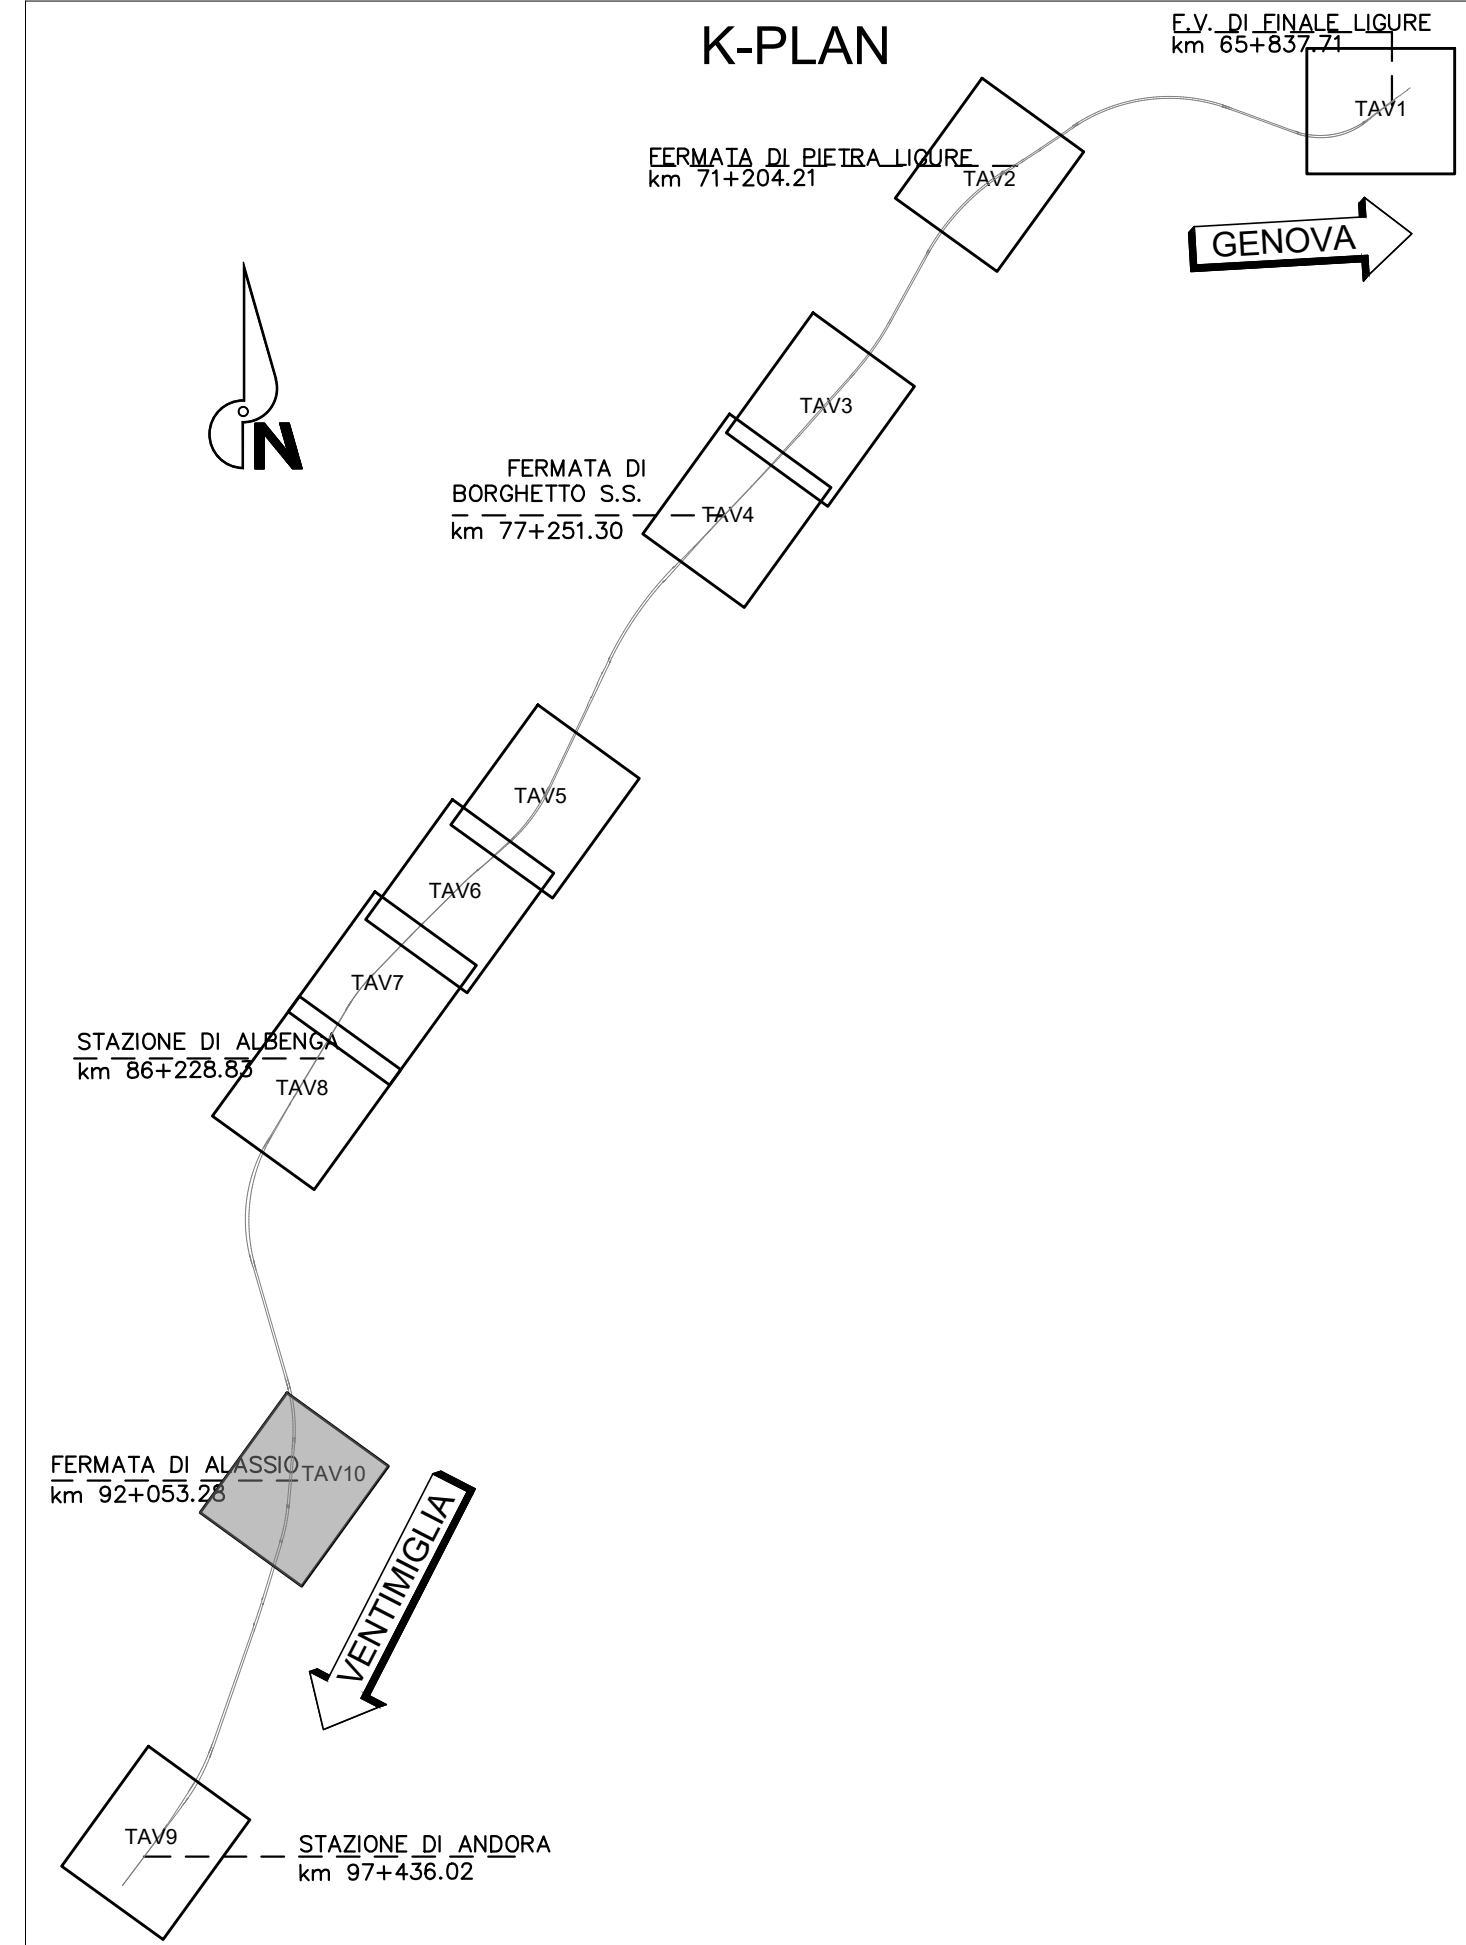 K-PLAN
F.V. DI FINALE LIGURE
km 65+837.71
TAV1
FERMATA DI PIETRA LIGURE
km 71+204.21
TAV2
GENOVA
N
TAV3
FERMATA DI
BORGHETTO S.S.
km 77+251.30
TAV4
TAV5
TAV6
TAV7
STAZIONE DI ALBENGA
km 86+228.83
TAV8
FERMATA DI ALASSIO
km 92+053.28
TAV10
VENTIMIGLIA
TAV9
STAZIONE DI ANDORA
km 97+436.02